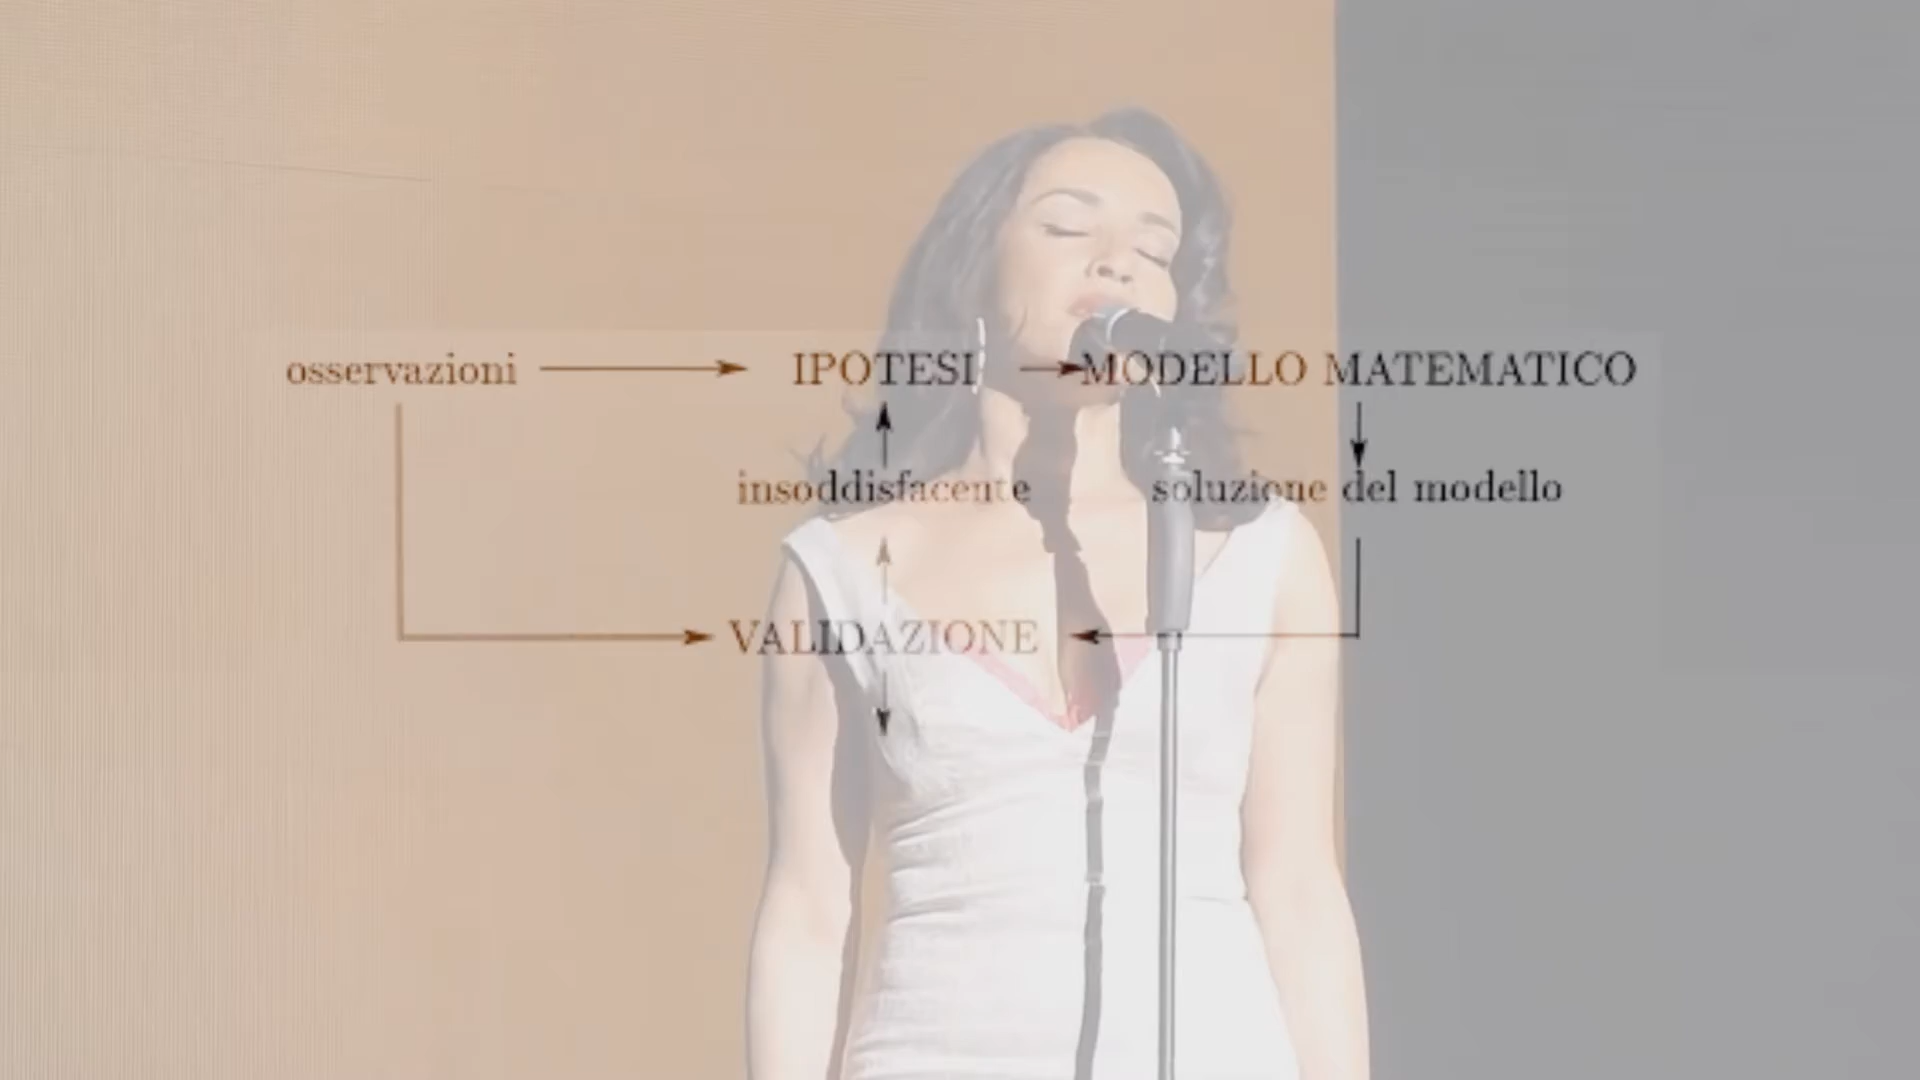 osservazioni IPOTESI MODELLO MATEMATICO
insoddisfacente soluzione del modello
VALIDAZIONE